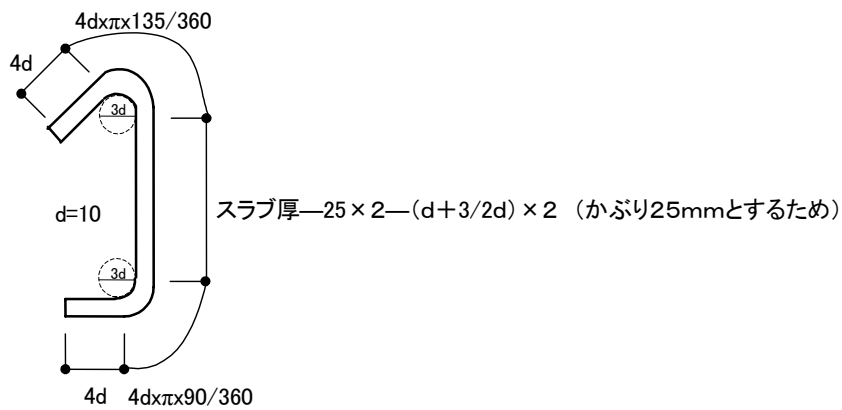 4dxπx135/360
4d
3d
d=10
スラブ厚―25×2―(d+3/2d)×2 (かぶり25mmとするため)
3d
4d 4dxπx90/360